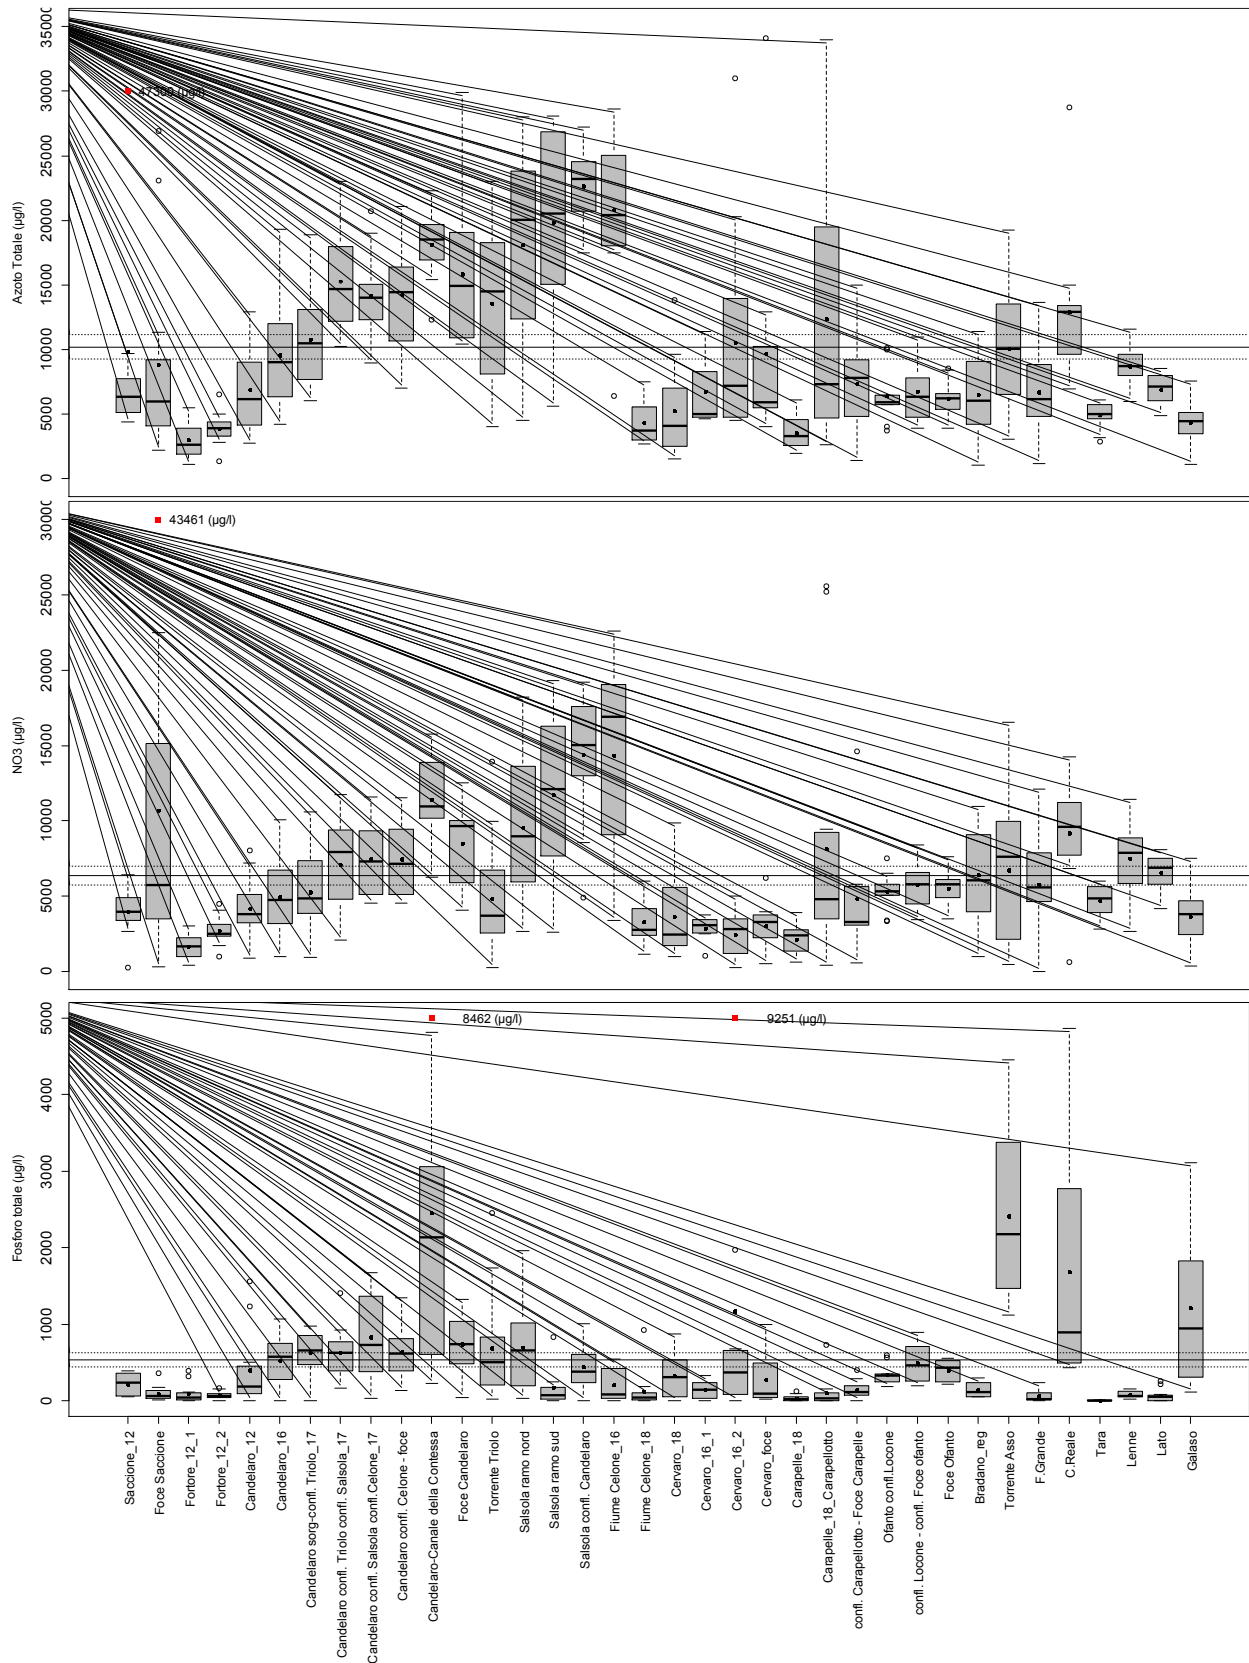 Azoto Totale (µg/l)
35000
30000
25000
20000
15000
10000
5000
0
47300 (µg/l)
NO3 (µg/l)
30000
25000
20000
15000
10000
5000
0
43461 (µg/l)
Fosforo totale (µg/l)
5000
4000
3000
2000
1000
0
8462 (µg/l)
9251 (µg/l)
Saccione_12
Foce Saccione
Fortore_12_1
Fortore_12_2
Candelaro_12
Candelaro_16
Candelaro sorg-confl. Triolo_17
Candelaro confl. Triolo confl. Salsola_17
Candelaro confl. Salsola confl.Celone_17
Candelaro confl. Celone - foce
Candelaro-Canale della Contessa
Foce Candelaro
Torrente Triolo
Salsola ramo nord
Salsola ramo sud
Salsola confl. Candelaro
Fiume Celone_16
Fiume Celone_18
Cervaro_18
Cervaro_16_1
Cervaro_16_2
Cervaro_foce
Carapelle_18
Carapelle_18_Carapellotto
confl. Carapellotto - Foce Carapelle
Ofanto confl.Locone
confl. Locone - confl. Foce ofanto
Foce Ofanto
Bradano_reg
Torrente Asso
F.Grande
C.Reale
Tara
Lenne
Lato
Galaso